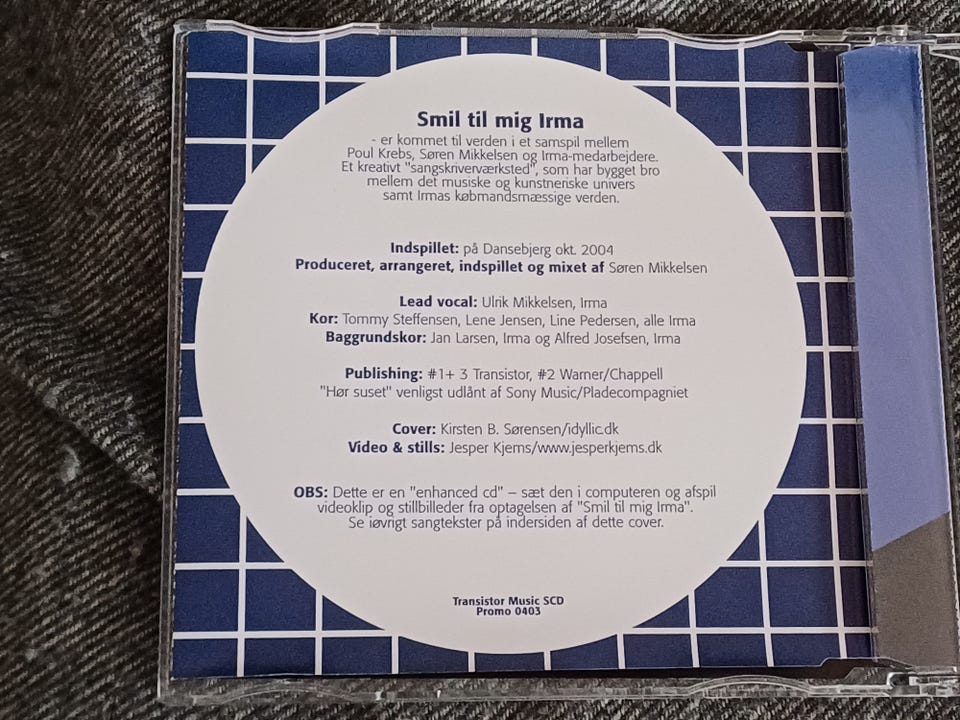 Smil til mig Irma
- er kommet til verden i et samspil mellem
Poul Krebs, Søren Mikkelsen og Irma-medarbejdere.
Et kreativt "sangskriverværksted", som har bygget bro
mellem det musiske og kunstneriske univers
samt Irmas købmandsmæssige verden.
Indspillet: på Dansebjerg okt. 2004
Produceret, arrangeret, indspillet og mixet af Søren Mikkelsen
Lead vocal: Ulrik Mikkelsen, Irma
Kor: Tommy Steffensen, Lene Jensen, Line Pedersen, alle Irma
Baggrundskor: Jan Larsen, Irma og Alfred Josefsen, Irma
Publishing: #1+ 3 Transistor, #2 Warner/Chappell
"Hør suset" venligst udlånt af Sony Music/Pladecompagniet
Cover: Kirsten B. Sørensen/idyllic.dk
Video & stills: Jesper Kjems/www.jesperkjems.dk
OBS: Dette er en "enhanced cd" – sæt den i computeren og afspil
videoklip og stillbilleder fra optagelsen af "Smil til mig Irma".
Se iøvrigt sangtekster på indersiden af dette cover.
Transistor Music SCD
Promo 0403